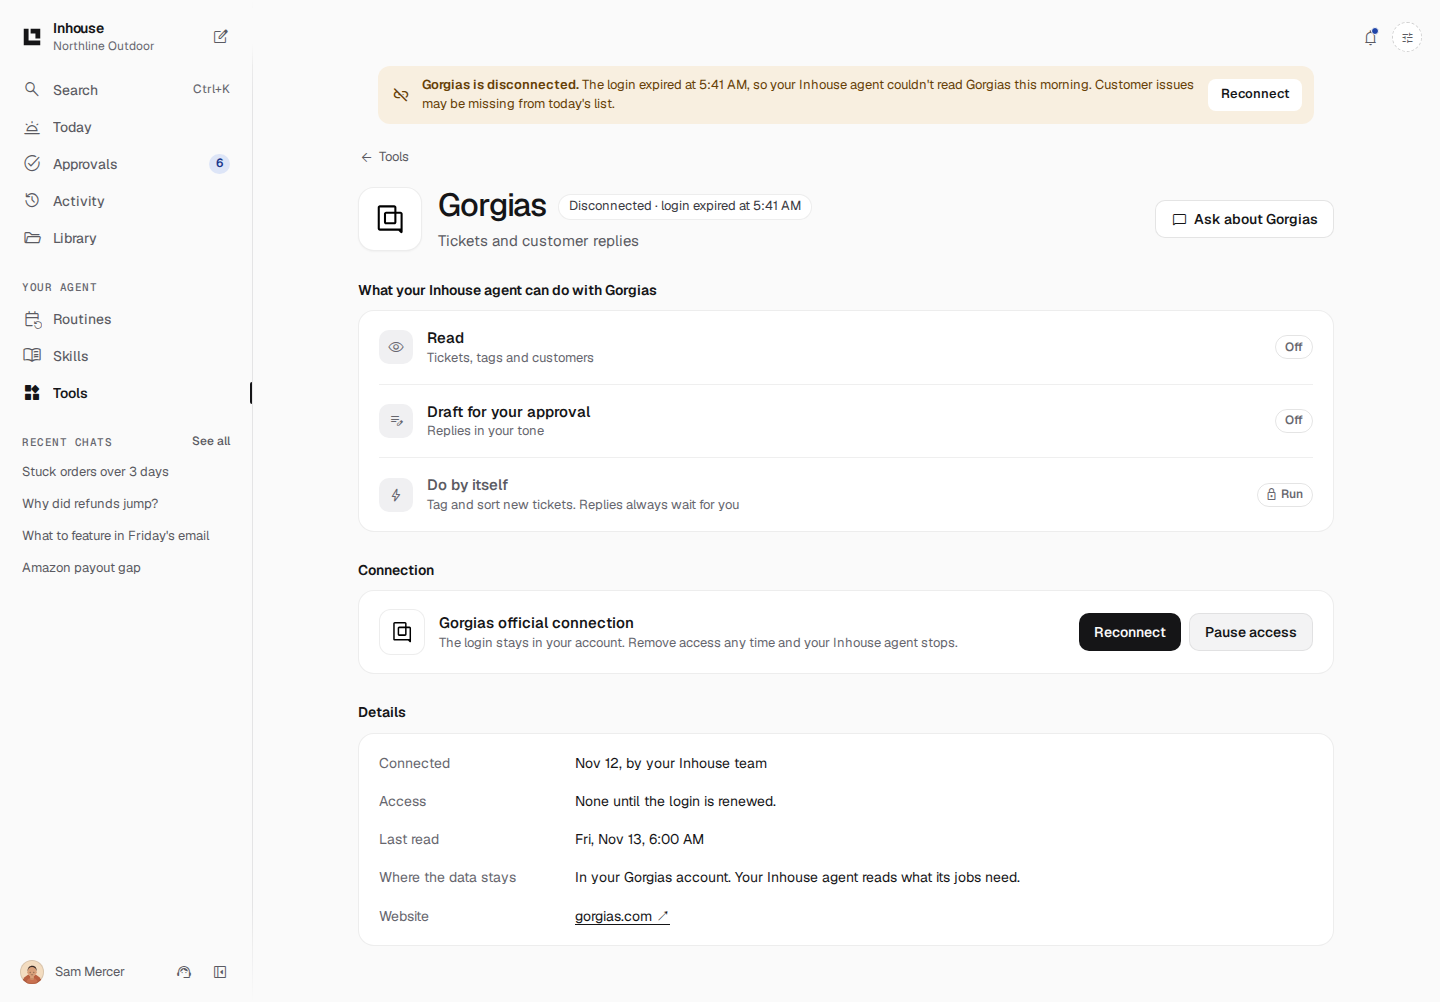 Inhouse
Northline Outdoor
Search
Ctrl+K
Today
Approvals
6
Activity
Library
YOUR AGENT
Routines
Skills
Tools
RECENT CHATS
See all
Stuck orders over 3 days
Why did refunds jump?
What to feature in Friday's email
Amazon payout gap
Sam Mercer
Gorgias is disconnected. The login expired at 5:41 AM, so your Inhouse agent couldn't read Gorgias this morning. Customer issues
may be missing from today's list.
Reconnect
Tools
Gorgias
Disconnected · login expired at 5:41 AM
Tickets and customer replies
Ask about Gorgias
What your Inhouse agent can do with Gorgias
Read
Tickets, tags and customers
Off
Draft for your approval
Replies in your tone
Off
Do by itself
Tag and sort new tickets. Replies always wait for you
Run
Connection
Gorgias official connection
The login stays in your account. Remove access any time and your Inhouse agent stops.
Reconnect
Pause access
Details
Connected
Nov 12, by your Inhouse team
Access
None until the login is renewed.
Last read
Fri, Nov 13, 6:00 AM
Where the data stays
In your Gorgias account. Your Inhouse agent reads what its jobs need.
Website
gorgias.com